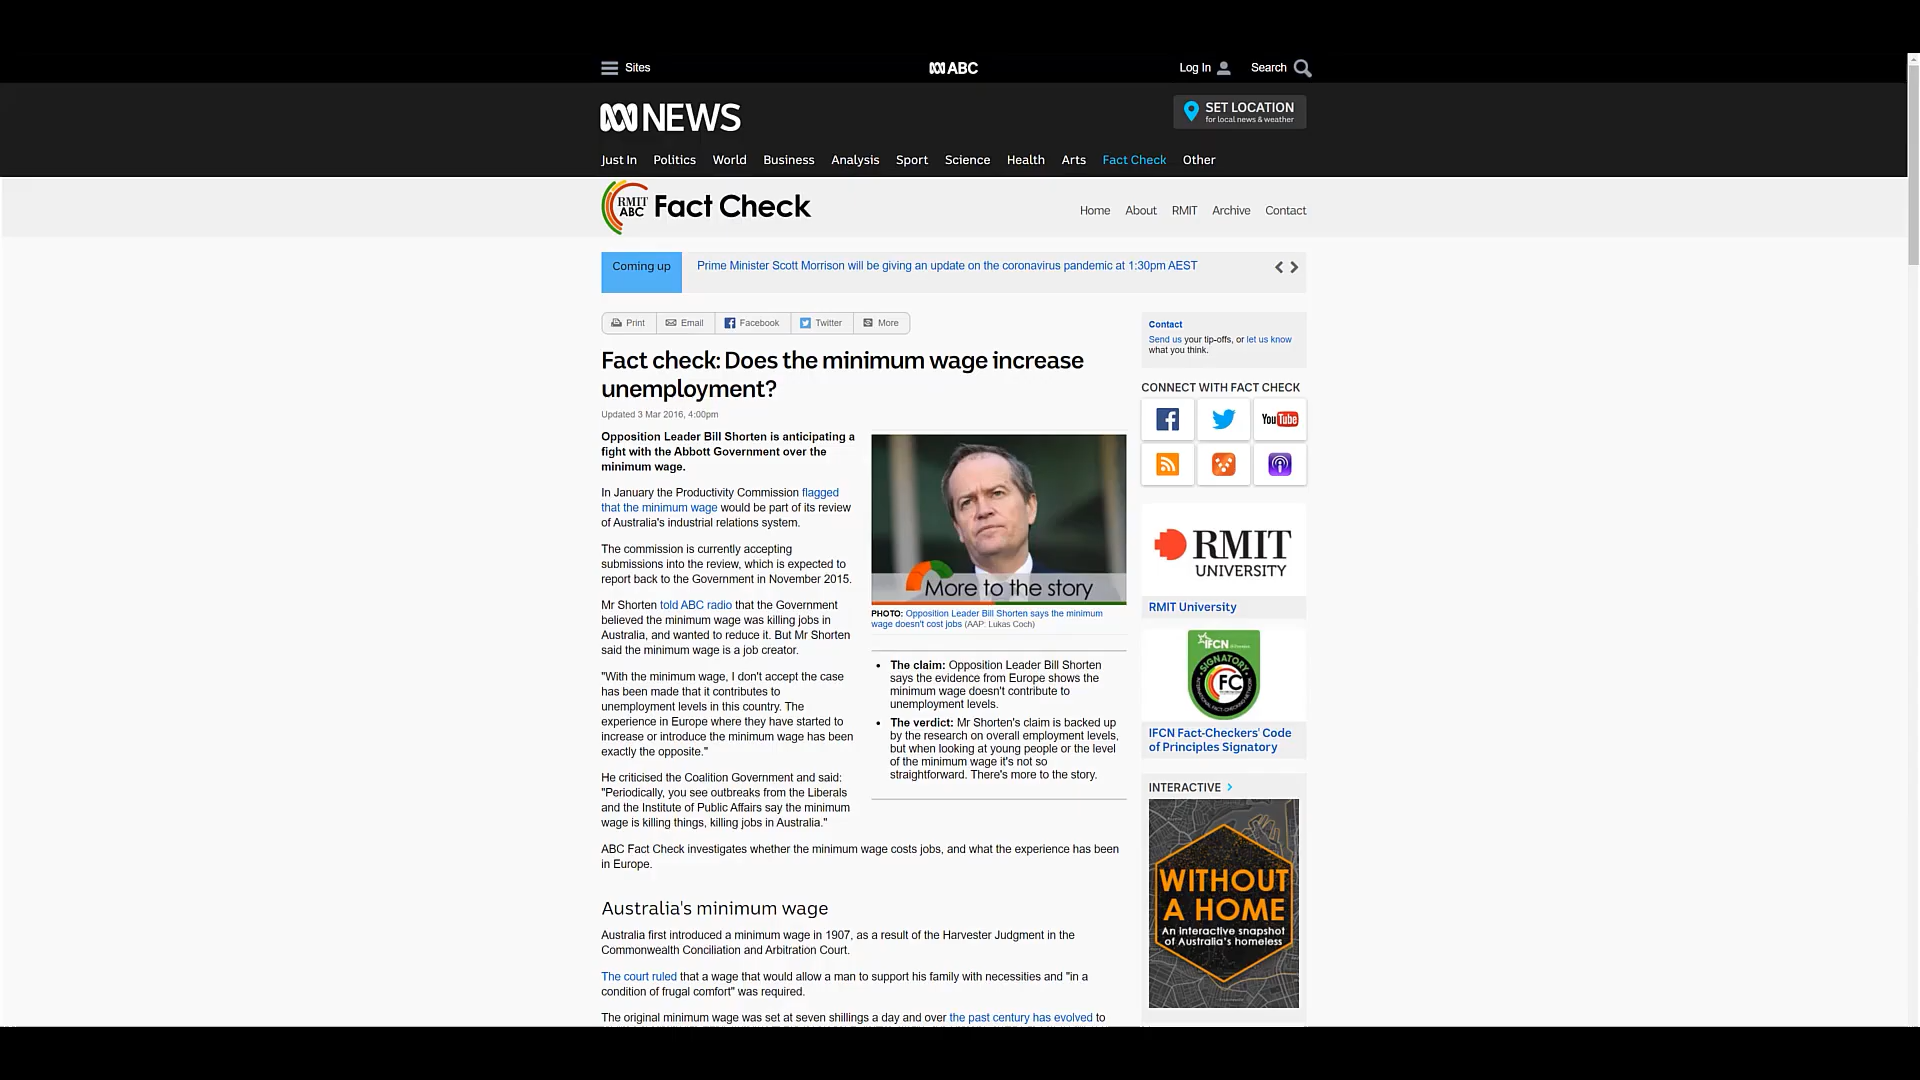 Sites
ABC
Log In
Search
NEWS
SET LOCATION
for local news & weather
Just In
Politics
World
Business
Analysis
Sport
Science
Health
Arts
Fact Check
Other
RMIT
ABC
Fact Check
Home
About
RMIT
Archive
Contact
Coming up
Prime Minister Scott Morrison will be giving an update on the coronavirus pandemic at 1:30pm AEST
Print
Email
Facebook
Twitter
More
Fact check: Does the minimum wage increase
unemployment?
Updated 3 Mar 2016, 4:00pm
Opposition Leader Bill Shorten is anticipating a
fight with the Abbott Government over the
minimum wage.
In January the Productivity Commission flagged
that the minimum wage would be part of its review
of Australia's industrial relations system.
The commission is currently accepting
submissions into the review, which is expected to
report back to the Government in November 2015.
Mr Shorten told ABC radio that the Government
believed the minimum wage was killing jobs in
Australia, and wanted to reduce it. But Mr Shorten
said the minimum wage is a job creator.
"With the minimum wage, I don't accept the case
has been made that it contributes to
unemployment levels in this country. The
experience in Europe where they have started to
increase or introduce the minimum wage has been
exactly the opposite."
He criticised the Coalition Government and said:
"Periodically, you see outbreaks from the Liberals
and the Institute of Public Affairs say the minimum
wage is killing things, killing jobs in Australia."
More to the story
PHOTO: Opposition Leader Bill Shorten says the minimum
wage doesn't cost jobs (AAP: Lukas Coch)
• The claim: Opposition Leader Bill Shorten
says the evidence from Europe shows the
minimum wage doesn't contribute to
unemployment levels.
• The verdict: Mr Shorten's claim is backed up
by the research on overall employment levels,
but when looking at young people or the level
of the minimum wage it's not so
straightforward. There's more to the story.
ABC Fact Check investigates whether the minimum wage costs jobs, and what the experience has been
in Europe.
Australia's minimum wage
Australia first introduced a minimum wage in 1907, as a result of the Harvester Judgment in the
Commonwealth Conciliation and Arbitration Court.
The court ruled that a wage that would allow a man to support his family with necessities and "in a
condition of frugal comfort" was required.
The original minimum wage was set at seven shillings a day and over the past century has evolved to
Contact
Send us your tip-offs, or let us know
what you think.
CONNECT WITH FACT CHECK
YouTube
RMIT
UNIVERSITY
RMIT University
IFCN
SIGNATORY
FC
IFCN Fact-Checkers' Code
of Principles Signatory
INTERACTIVE
WITHOUT
A HOME
An interactive snapshot
of Australia's homeless